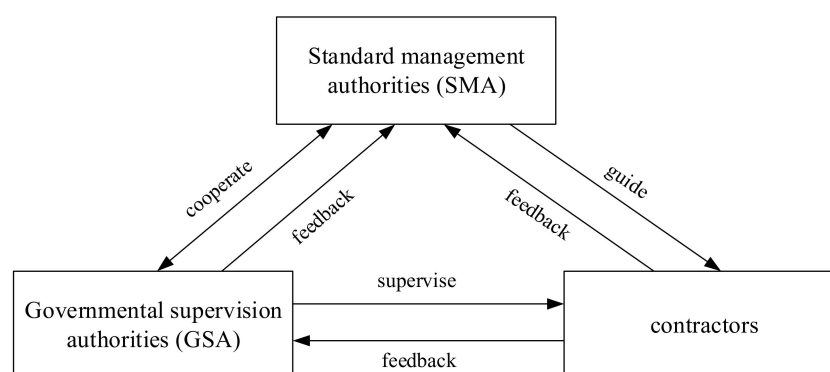 Standard management
authorities (SMA)
cooperate
feedback
feedback
guide
supervise
Governmental supervision
authorities (GSA)
contractors
feedback